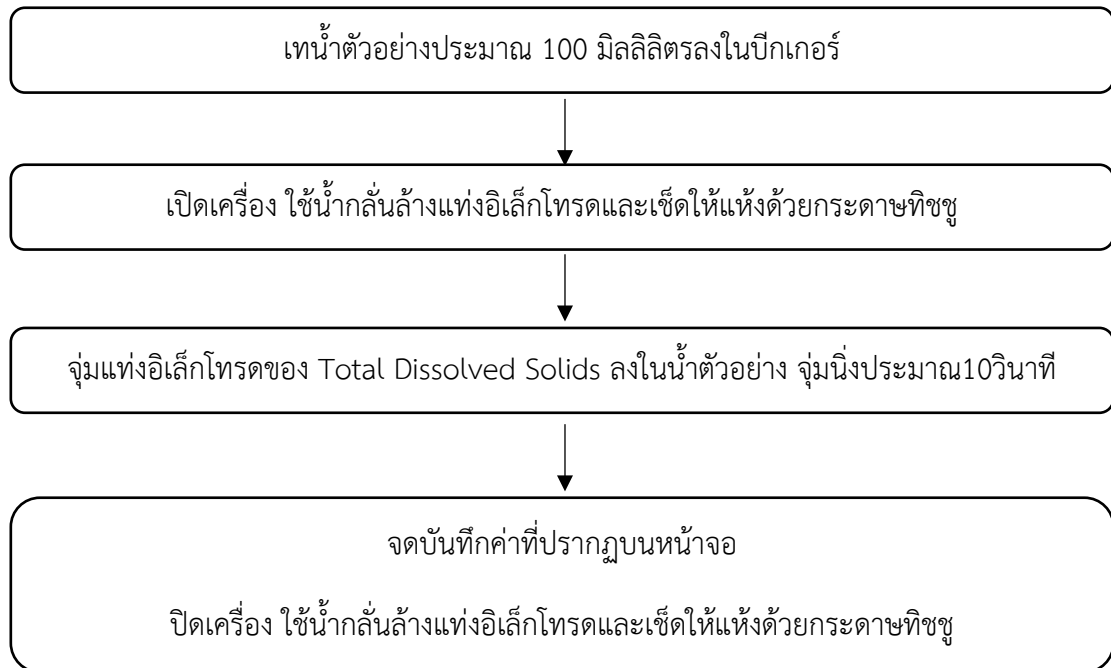 เทน้ำตัวอย่างประมาณ 100 มิลลิลิตรลงในบีกเกอร์
เปิดเครื่อง ใช้น้ำกลั่นล้างแท่งอิเล็กโทรดและเช็ดให้แห้งด้วยกระดาษทิชชู
จุ่มแท่งอิเล็กโทรดของ Total Dissolved Solids ลงในน้ำตัวอย่าง จุ่มนิ่งประมาณ10วินาที
จดบันทึกค่าที่ปรากฏบนหน้าจอ
ปิดเครื่อง ใช้น้ำกลั่นล้างแท่งอิเล็กโทรดและเช็ดให้แห้งด้วยกระดาษทิชชู